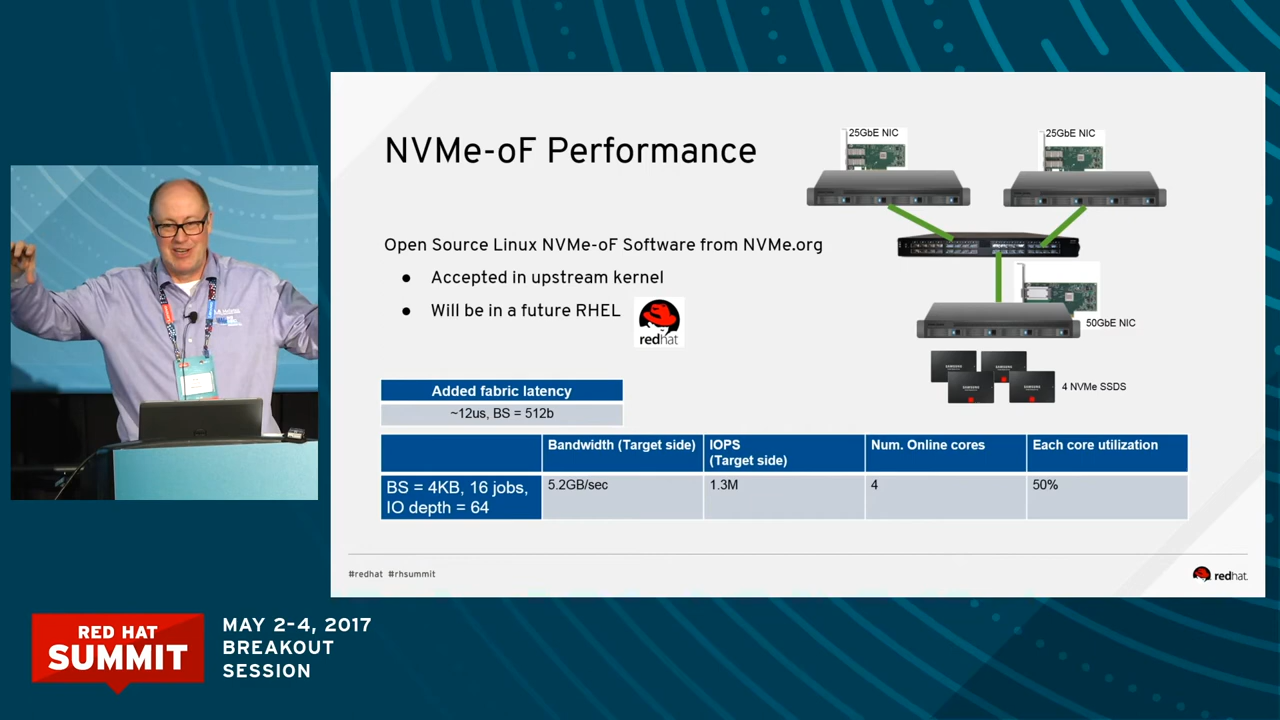 NVMe-oF Performance
25GbE NIC
25GbE NIC
Open Source Linux NVMe-oF Software from NVMe.org
● Accepted in upstream kernel
● Will be in a future RHEL
redhat
50GbE NIC
4 NVMe SSDS
SAMSUNG
SAMSUNG
Added fabric latency
~12us, BS = 512b
Bandwidth (Target side)
IOPS
(Target side)
Num. Online cores
Each core utilization
BS = 4KB, 16 jobs,
IO depth = 64
5.2GB/sec
1.3M
4
50%
#redhat #rhsummit
redhat.
RED HAT
SUMMIT
MAY 2-4, 2017
BREAKOUT
SESSION